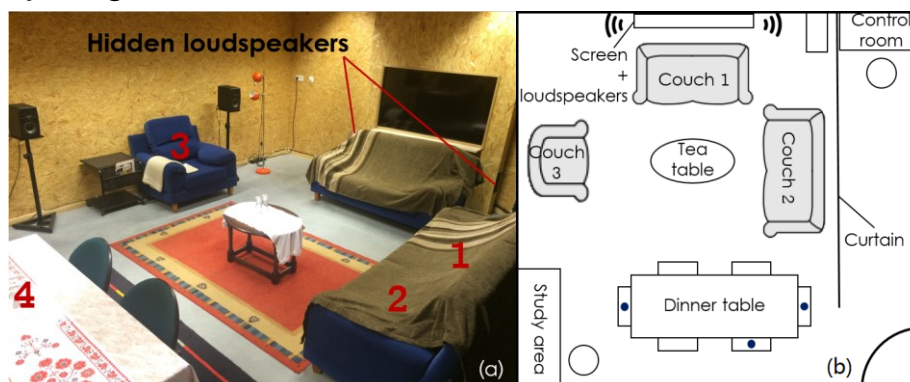 Hidden loudspeakers
3
1
2
4
(a)
Screen
+
loudspeakers
Couch 1
Control
room
Couch
3
Tea
table
Couch 2
Curtain
Study area
Dinner table
(b)